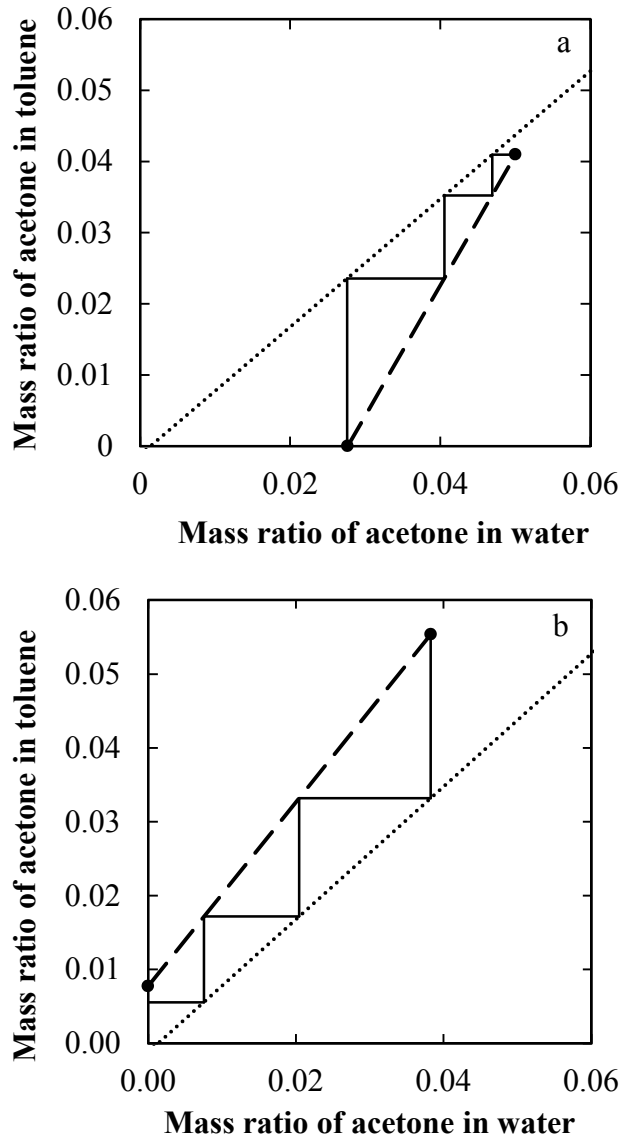 a
0.06
0.05
0.04
0.03
0.02
0.01
0
0 0.02 0.04 0.06
Mass ratio of acetone in toluene
Mass ratio of acetone in water
b
0.06
0.05
0.04
0.03
0.02
0.01
0.00
0.00 0.02 0.04 0.06
Mass ratio of acetone in toluene
Mass ratio of acetone in water